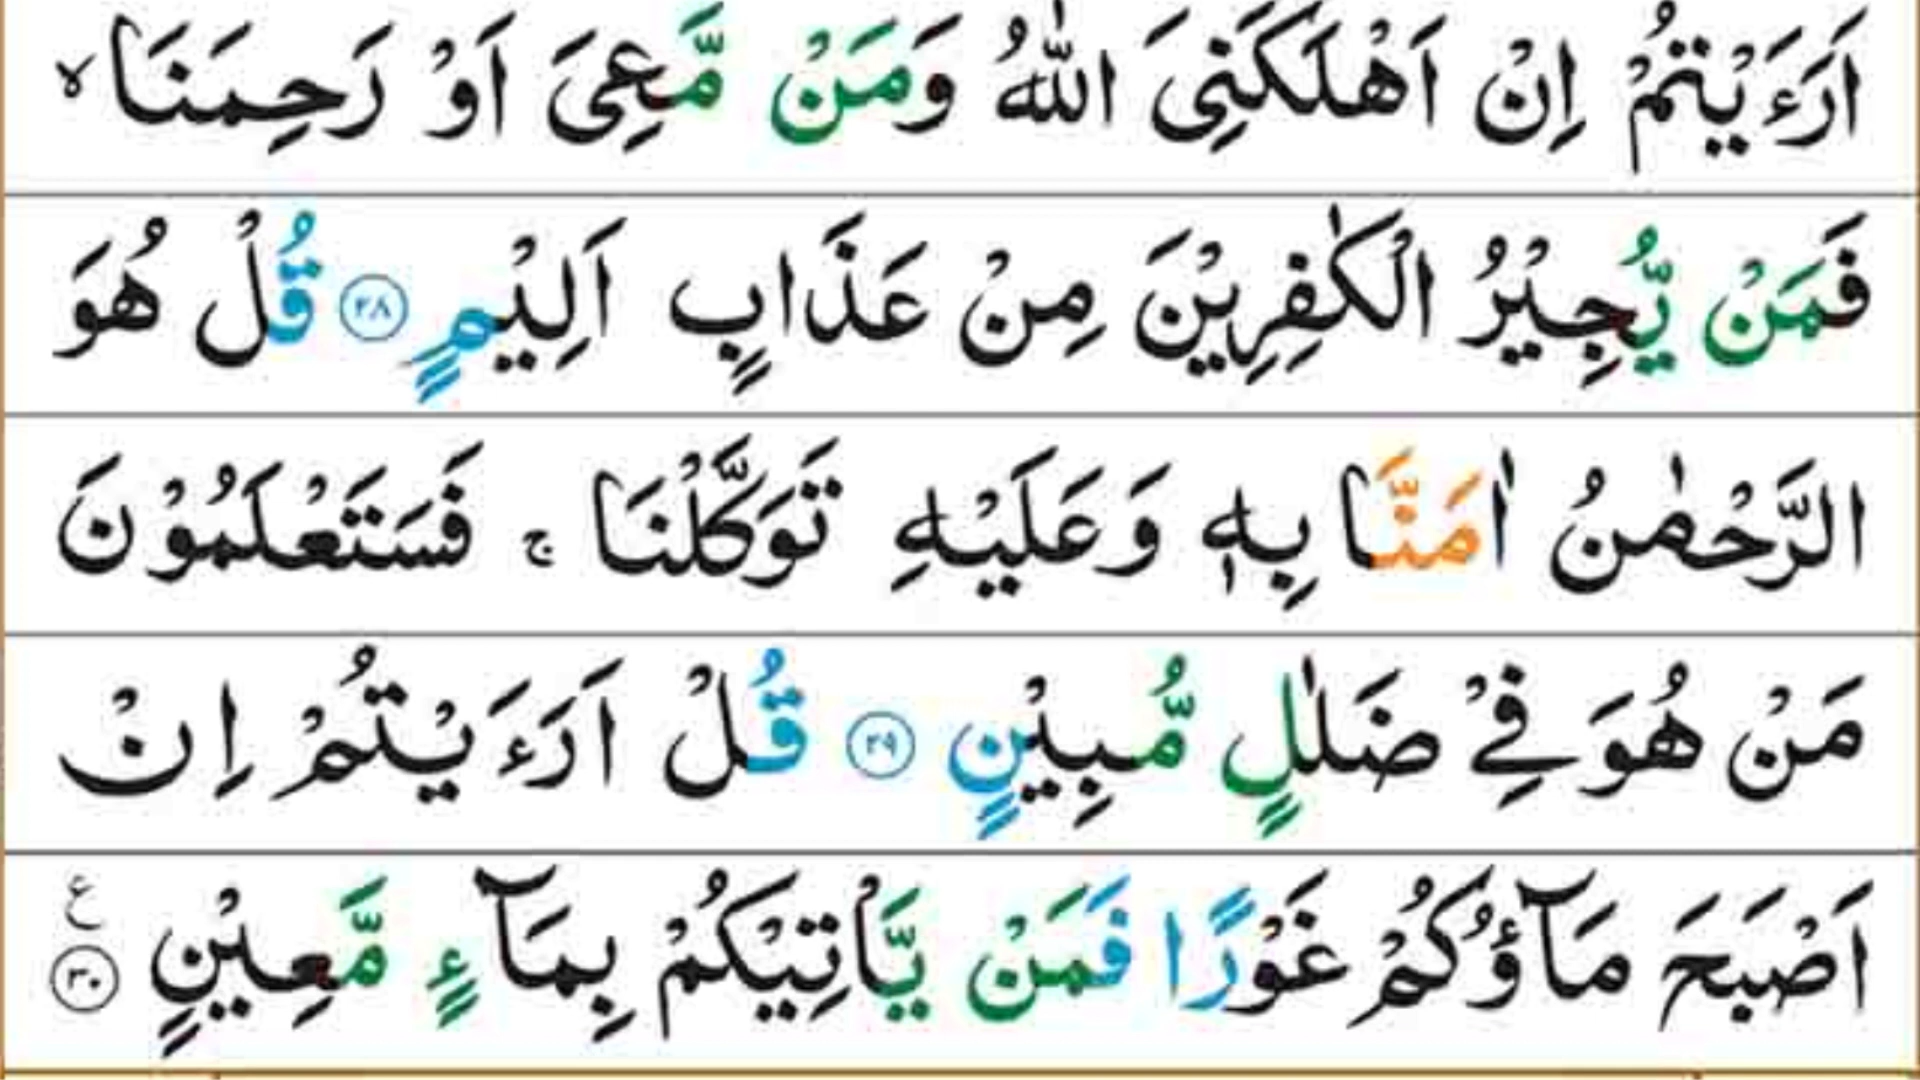 اَرَءَيْتُمْ اِنْ اَهْلَكَنِىَ اللّٰهُ وَمَنْ مَّعِىَ اَوْ رَحِمَنَا ۙ
فَمَنْ يُّجِيْرُ الْكٰفِرِيْنَ مِنْ عَذَابٍ اَلِيْمٍ ﴿۲۸﴾ قُلْ هُوَ
الرَّحْمٰنُ اٰمَنَّا بِهٖ وَعَلَيْهِ تَوَكَّلْنَا ۚ فَسَتَعْلَمُوْنَ
مَنْ هُوَ فِىْ ضَلٰلٍ مُّبِيْنٍ ﴿۲۹﴾ قُلْ اَرَءَيْتُمْ اِنْ
اَصْبَحَ مَآؤُكُمْ غَوْرًا فَمَنْ يَّاْتِيْكُمْ بِمَآءٍ مَّعِيْنٍ ﴿۳۰﴾ ع